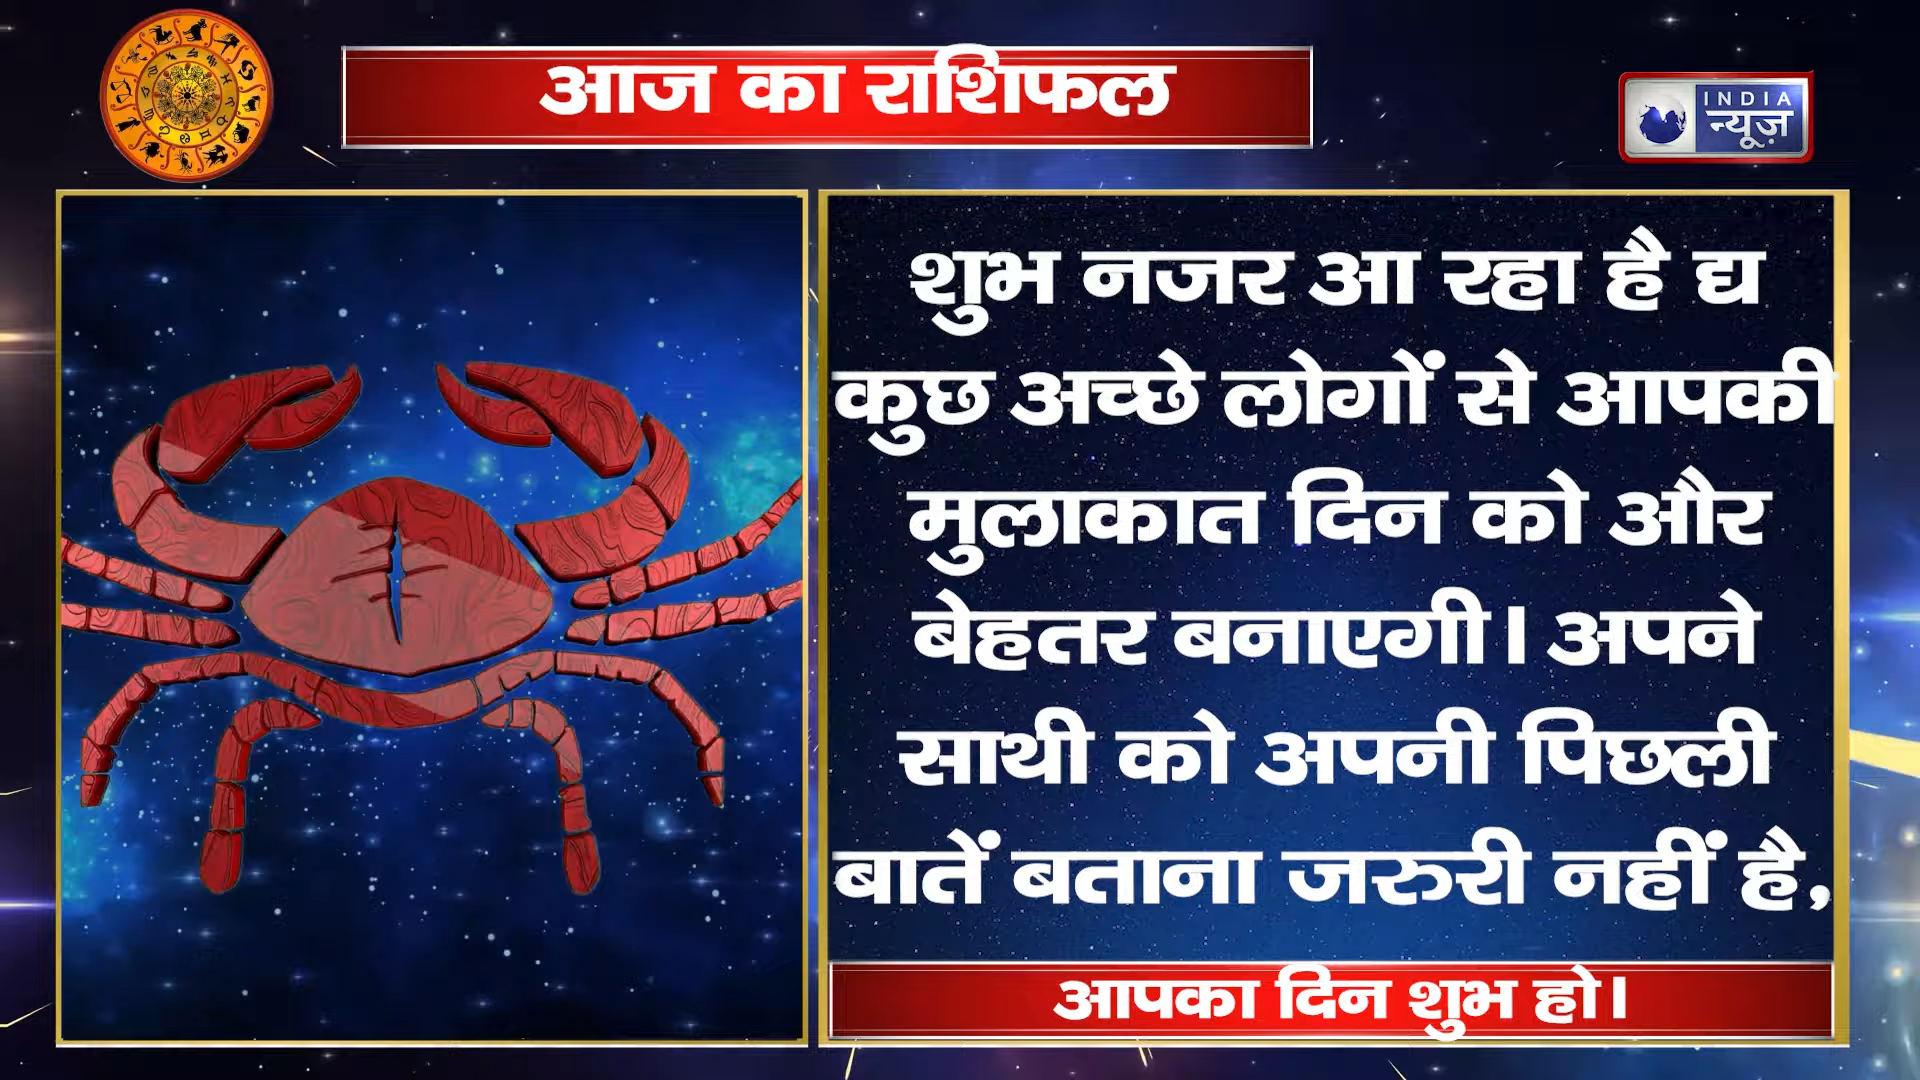 आज का राशिफल
INDIA
न्यूज़
शुभ नजर आ रहा है द्य
कुछ अच्छे लोगों से आपकी
मुलाकात दिन को और
बेहतर बनाएगी। अपने
साथी को अपनी पिछली
बातें बताना जरुरी नहीं है,
आपका दिन शुभ हो।